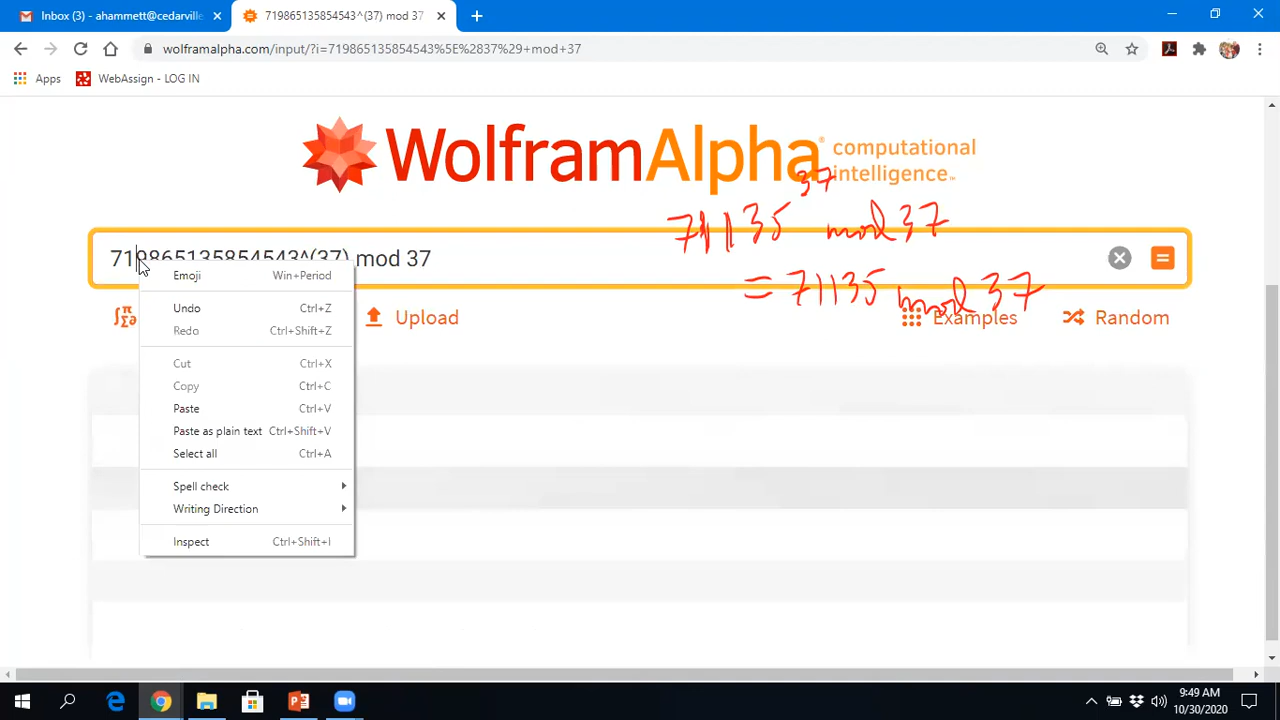 Inbox (3) - ahammett@cedarville
719865135854543^(37) mod 37
wolframalpha.com/input/?i=719865135854543%5E%2837%29+mod+37
Apps
WebAssign - LOG IN
WolframAlpha computational intelligence™
71135^37 mod 37
719865135854543^(37) mod 37
= 71135 mod 37
Upload
Examples
Random
Emoji Win+Period
Undo Ctrl+Z
Redo Ctrl+Shift+Z
Cut Ctrl+X
Copy Ctrl+C
Paste Ctrl+V
Paste as plain text Ctrl+Shift+V
Select all Ctrl+A
Spell check
Writing Direction
Inspect Ctrl+Shift+I
9:49 AM
10/30/2020